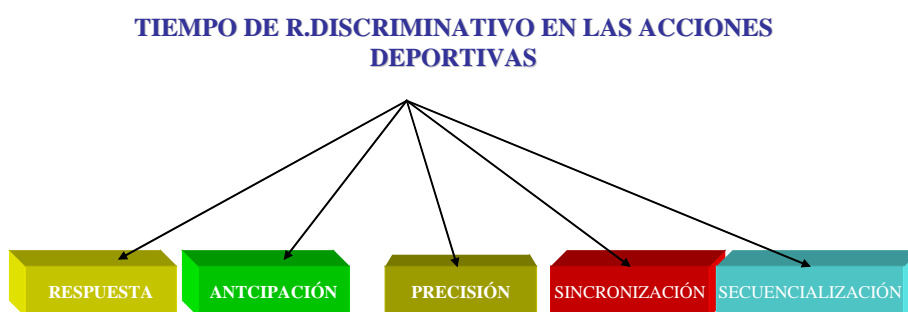 TIEMPO DE R.DISCRIMINATIVO EN LAS ACCIONES
DEPORTIVAS
RESPUESTA
ANTCIPACIÓN
PRECISIÓN
SINCRONIZACIÓN
SECUENCIALIZACIÓN